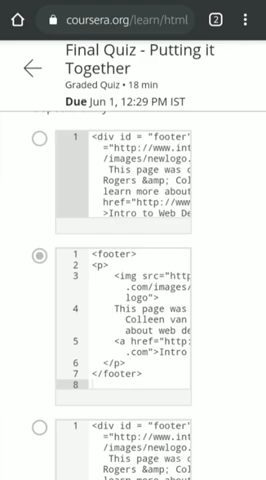 coursera.org/learn/html
2
Final Quiz - Putting it
Together
Graded Quiz • 18 min
Due Jun 1, 12:29 PM IST
1 <div id = "footer"
="http://www.int
/images/newlogo.
This page was c
Rogers &amp; Col
learn more about
href="http://www
>Intro to Web De
1 <footer>
2 <p>
3 <img src="http
.com/images/
logo">
4 This page was
Colleen van
about web de
5 <a href="http:
.com">Intro
6 </p>
7 </footer>
8
1 <div id = "footer"
="http://www.int
/images/newlogo.
This page was c
Rogers &amp; Col
learn more about